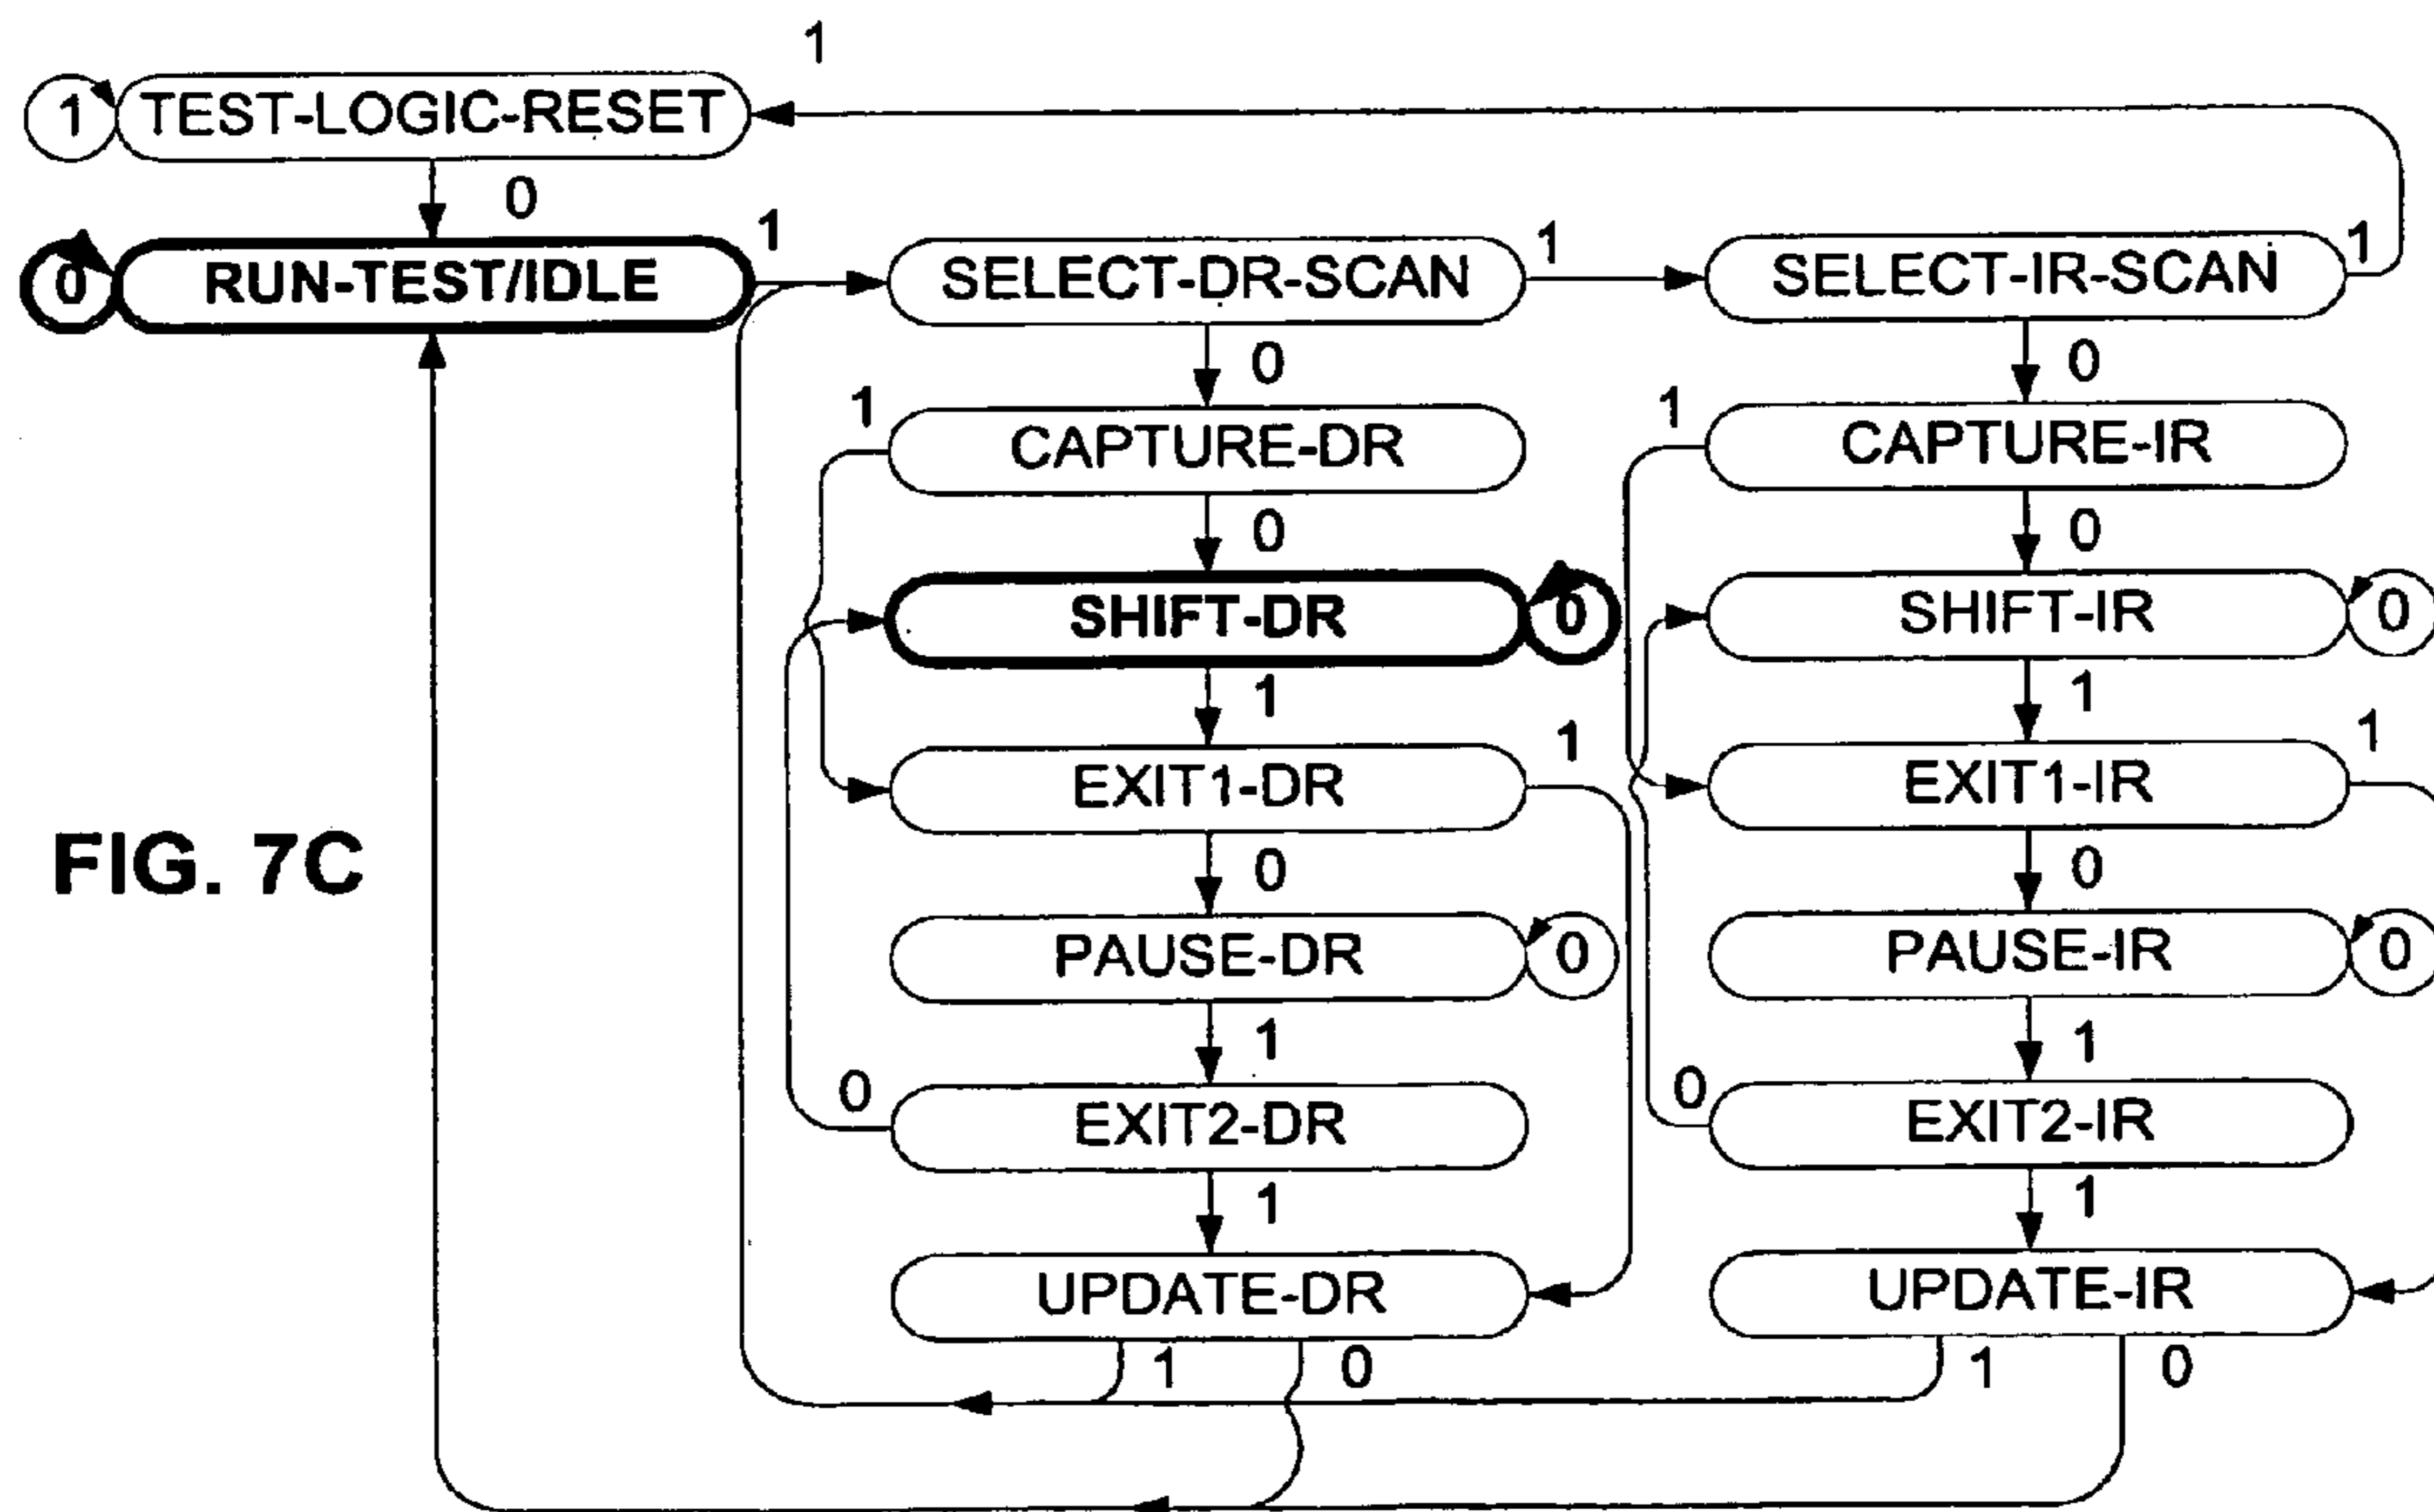 1
1 TEST-LOGIC-RESET
0
1
0 RUN-TEST/IDLE
SELECT-DR-SCAN
1
SELECT-IR-SCAN
1
0
0
1
CAPTURE-DR
1
CAPTURE-IR
0
0
SHIFT-DR
0
SHIFT-IR
0
1
1
EXIT1-DR
1
EXIT1-IR
1
FIG. 7C
0
0
PAUSE-DR
0
PAUSE-IR
0
1
1
0
EXIT2-DR
0
EXIT2-IR
1
1
UPDATE-DR
UPDATE-IR
1
0
1
0